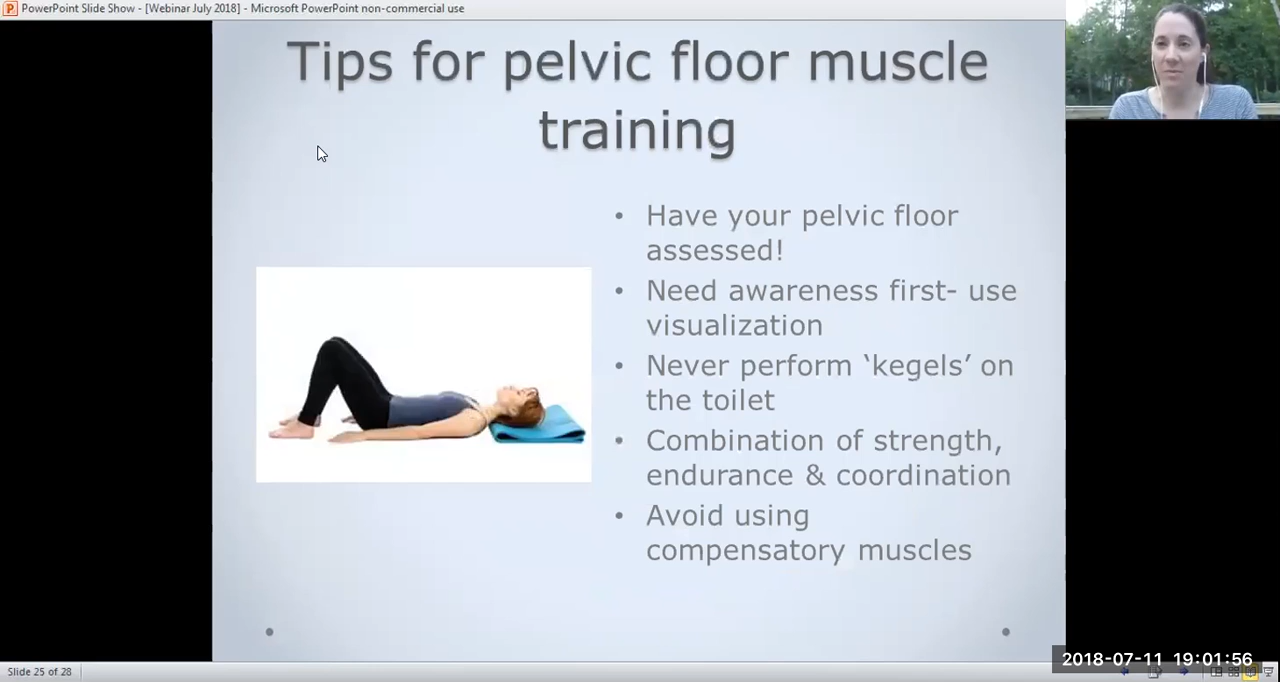 PowerPoint Slide Show - [Webinar July 2018] - Microsoft PowerPoint non-commercial use
Tips for pelvic floor muscle
training
• Have your pelvic floor
assessed!
• Need awareness first- use
visualization
• Never perform ‘kegels’ on
the toilet
• Combination of strength,
endurance & coordination
• Avoid using
compensatory muscles
2018-07-11 19:01:56
Slide 25 of 28